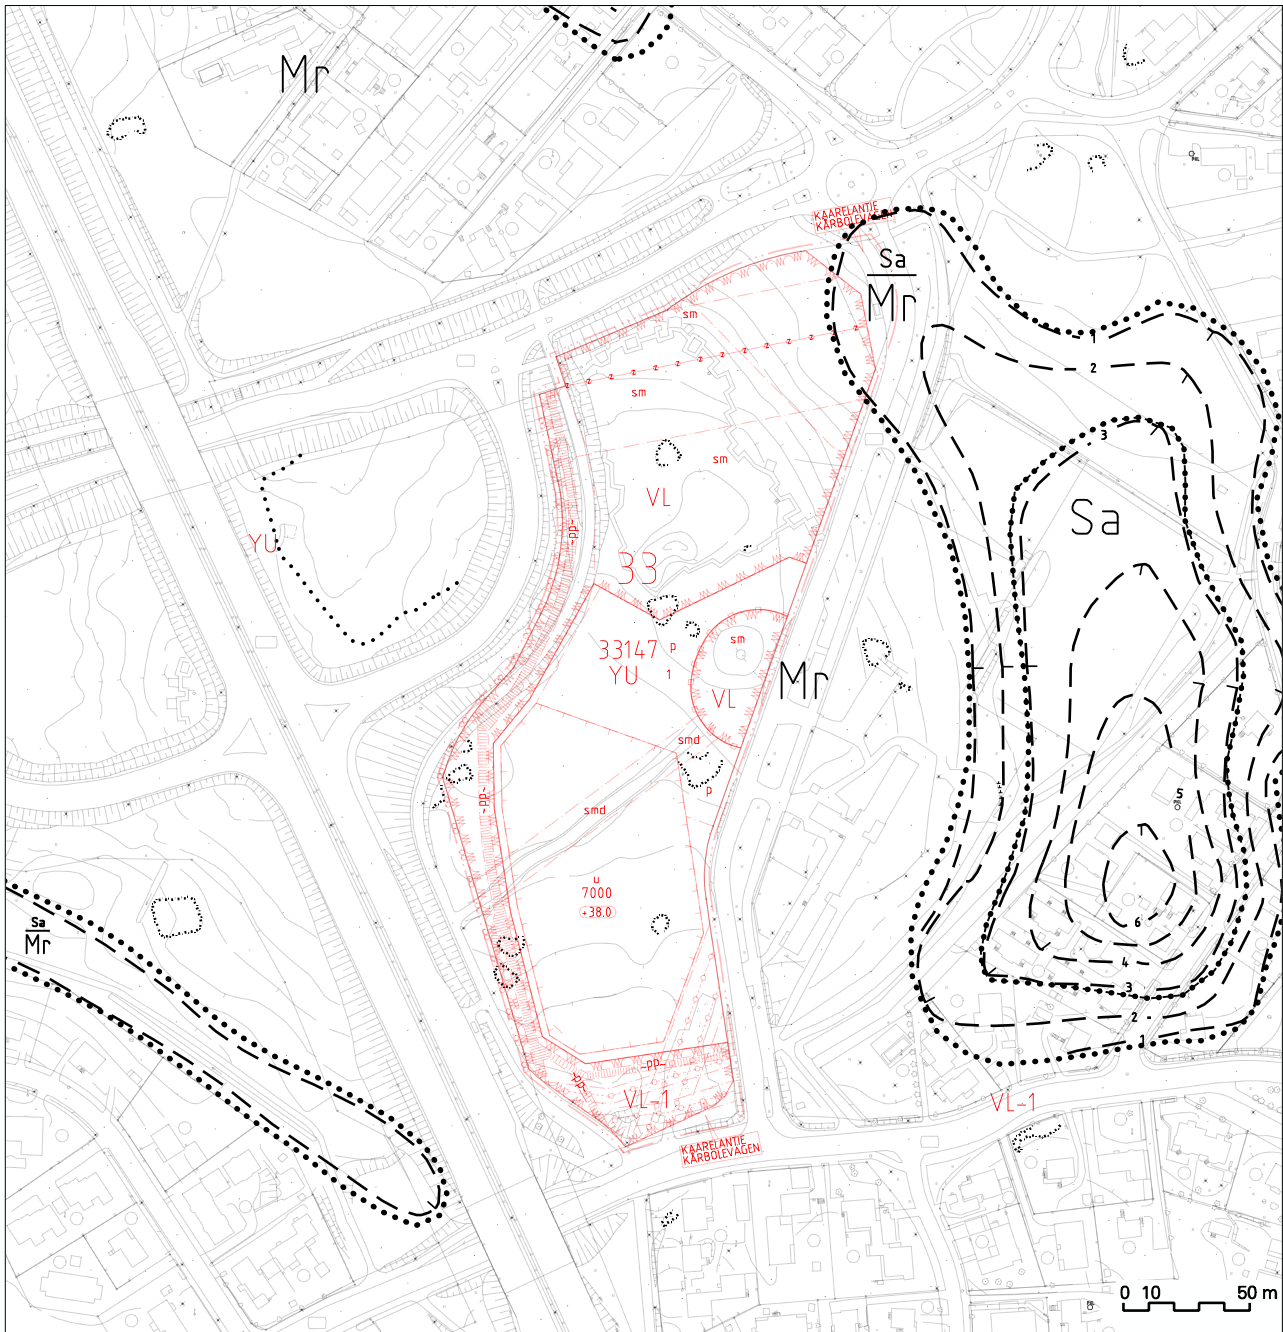 Mr
KAARELANTIE
KÅRBOLEVÄGEN
Sa
Mr
sm
1
2
sm
3
sm
VL
Sa
YU
~pp~
33
33147
YU
p
1
sm
Mr
VL
smd
p
~pp~
smd
5
u
7000
+38.0
6
4
3
2
1
Sa
Mr
~pp~
~pp~
VL-1
VL-1
KAARELANTIE
KÅRBOLEVÄGEN
0 10 50 m